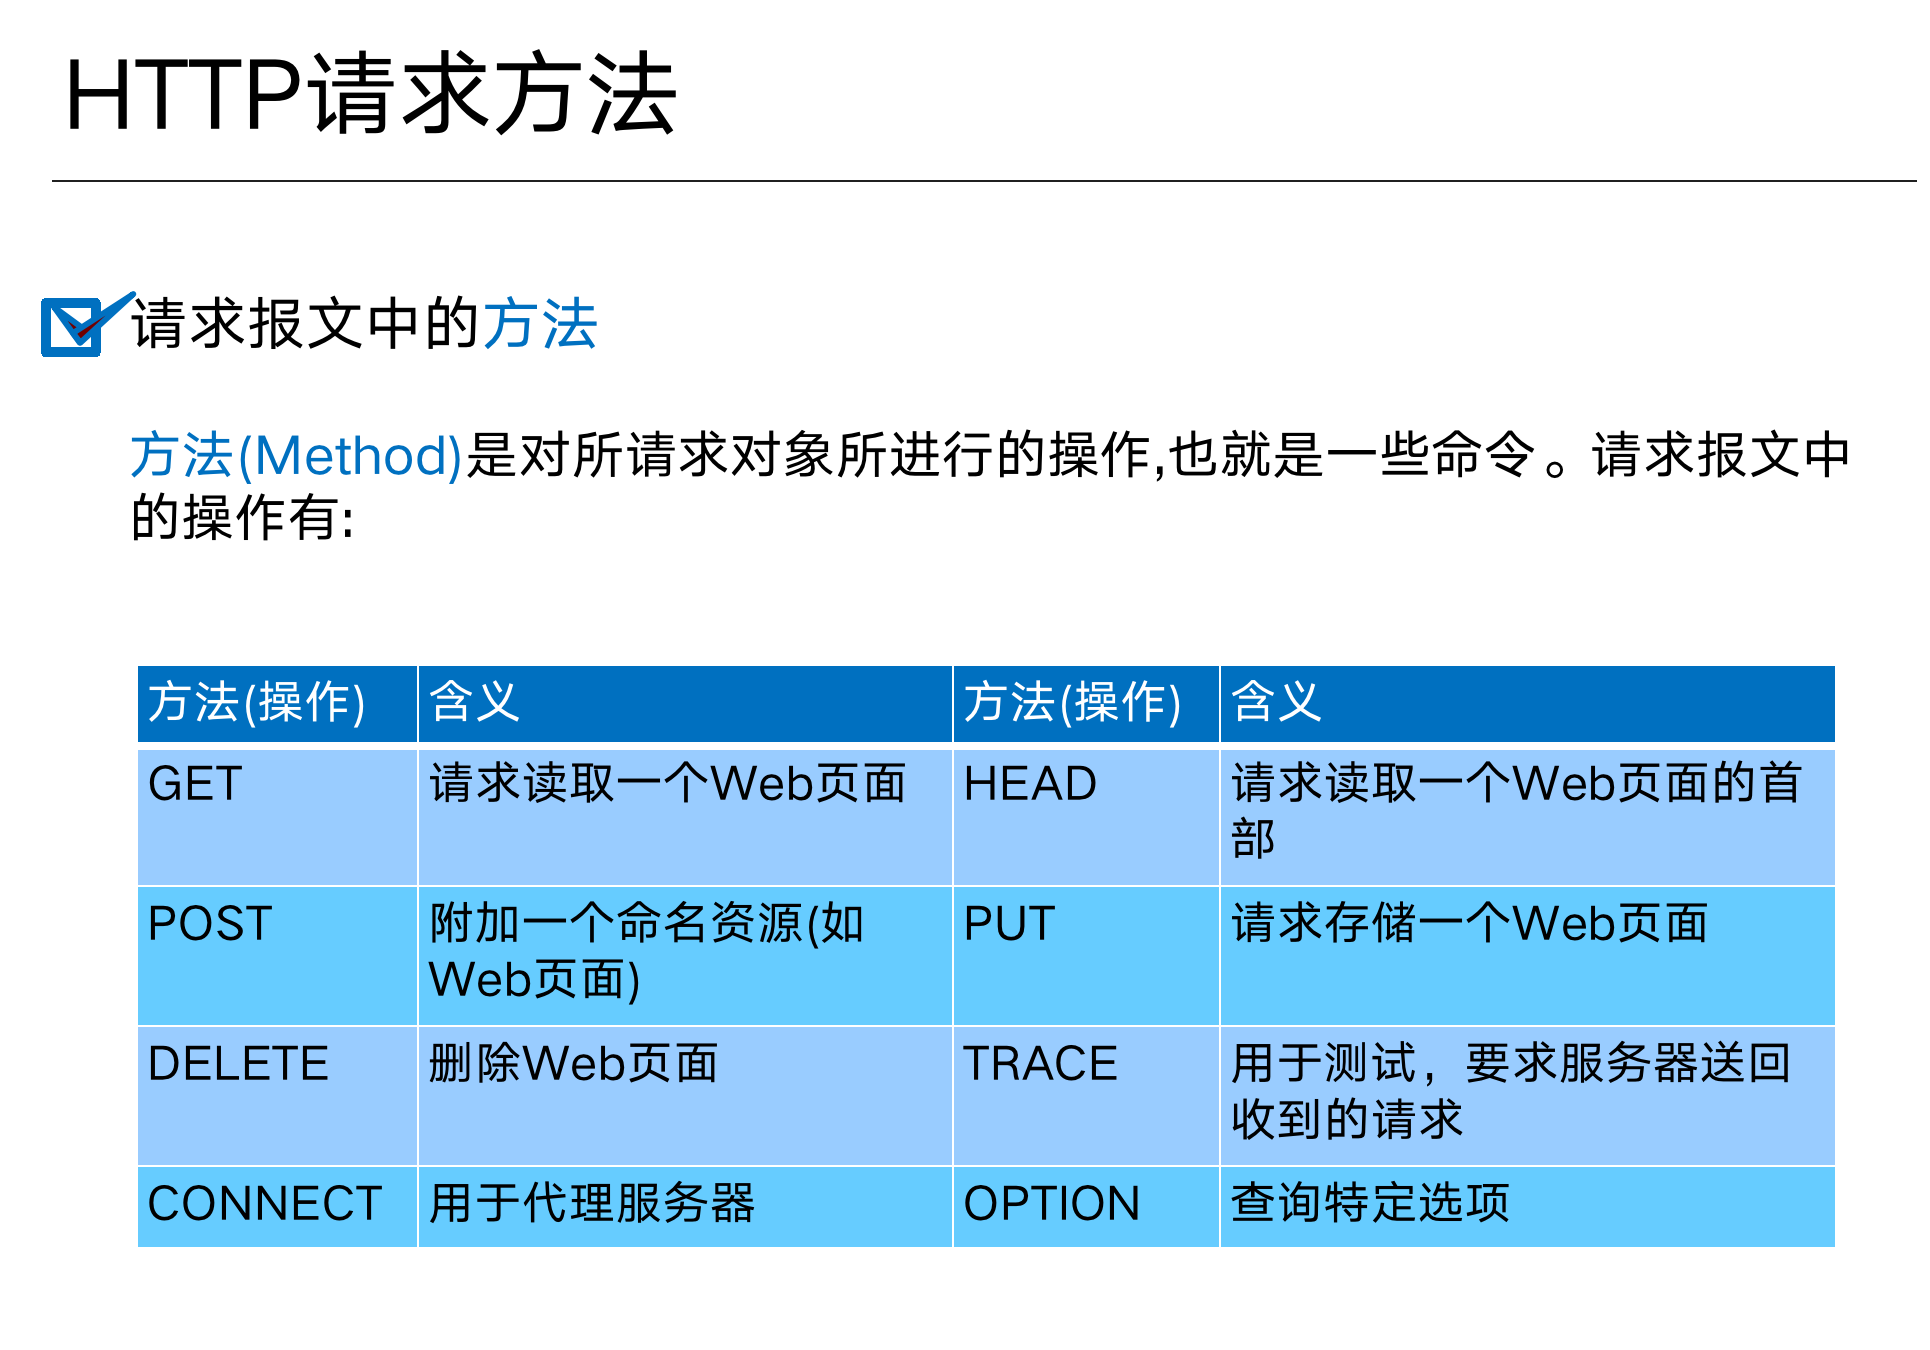 HTTP请求方法
请求报文中的方法
方法(Method)是对所请求对象所进行的操作,也就是一些命令。请求报文中
的操作有:
方法(操作) 含义 方法(操作) 含义
GET 请求读取一个Web页面 HEAD 请求读取一个Web页面的首
部
POST 附加一个命名资源(如 PUT 请求存储一个Web页面
Web页面)
DELETE 删除Web页面 TRACE 用于测试，要求服务器送回
收到的请求
CONNECT 用于代理服务器 OPTION 查询特定选项